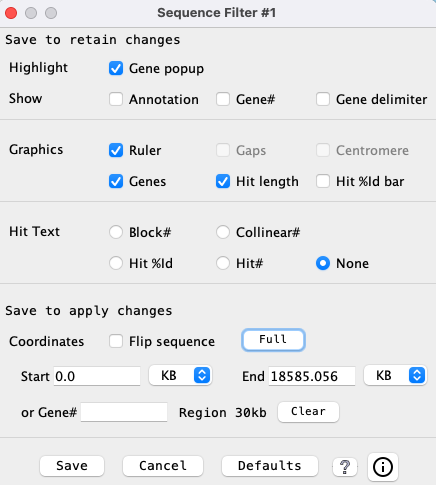 Sequence Filter #1
Save to retain changes
Highlight Gene popup
Show Annotation Gene# Gene delimiter
Graphics Ruler Gaps Centromere
Genes Hit length Hit %Id bar
Hit Text Block# Collinear#
Hit %Id Hit# None
Save to apply changes
Coordinates Flip sequence Full
Start 0.0 KB End 18585.056 KB
or Gene# Region 30kb Clear
Save Cancel Defaults ? i